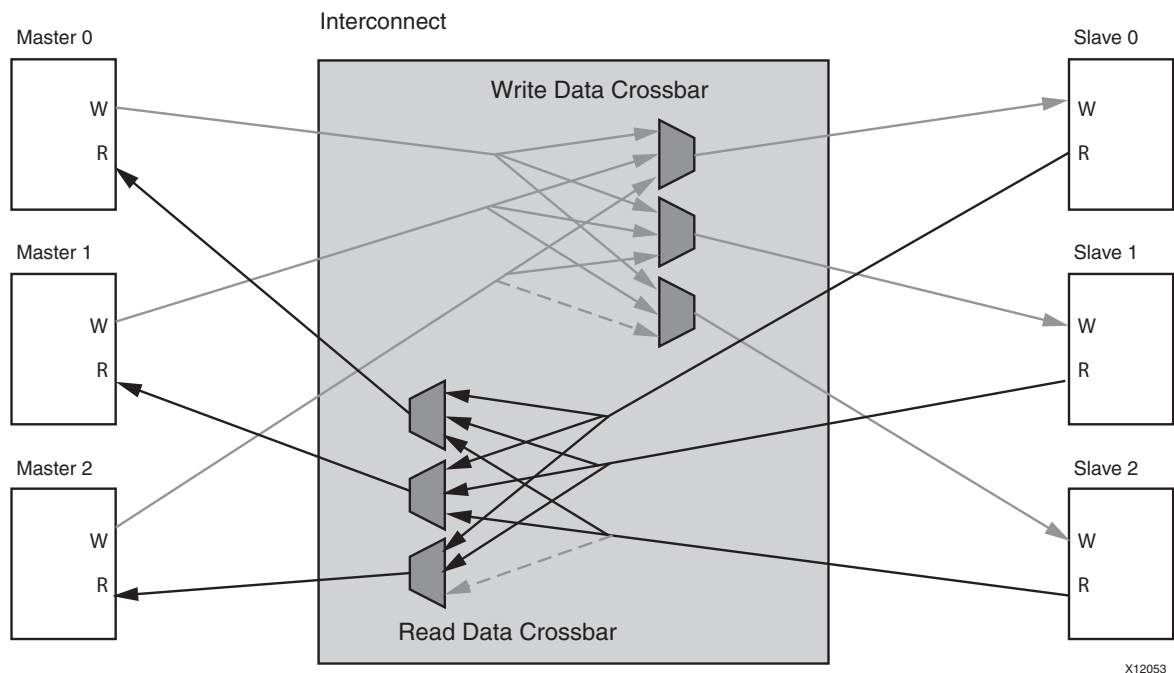 Interconnect
Master 0
Slave 0
Write Data Crossbar
W
R
W
R
Master 1
Slave 1
W
R
W
R
Master 2
Slave 2
W
R
W
R
Read Data Crossbar
X12053